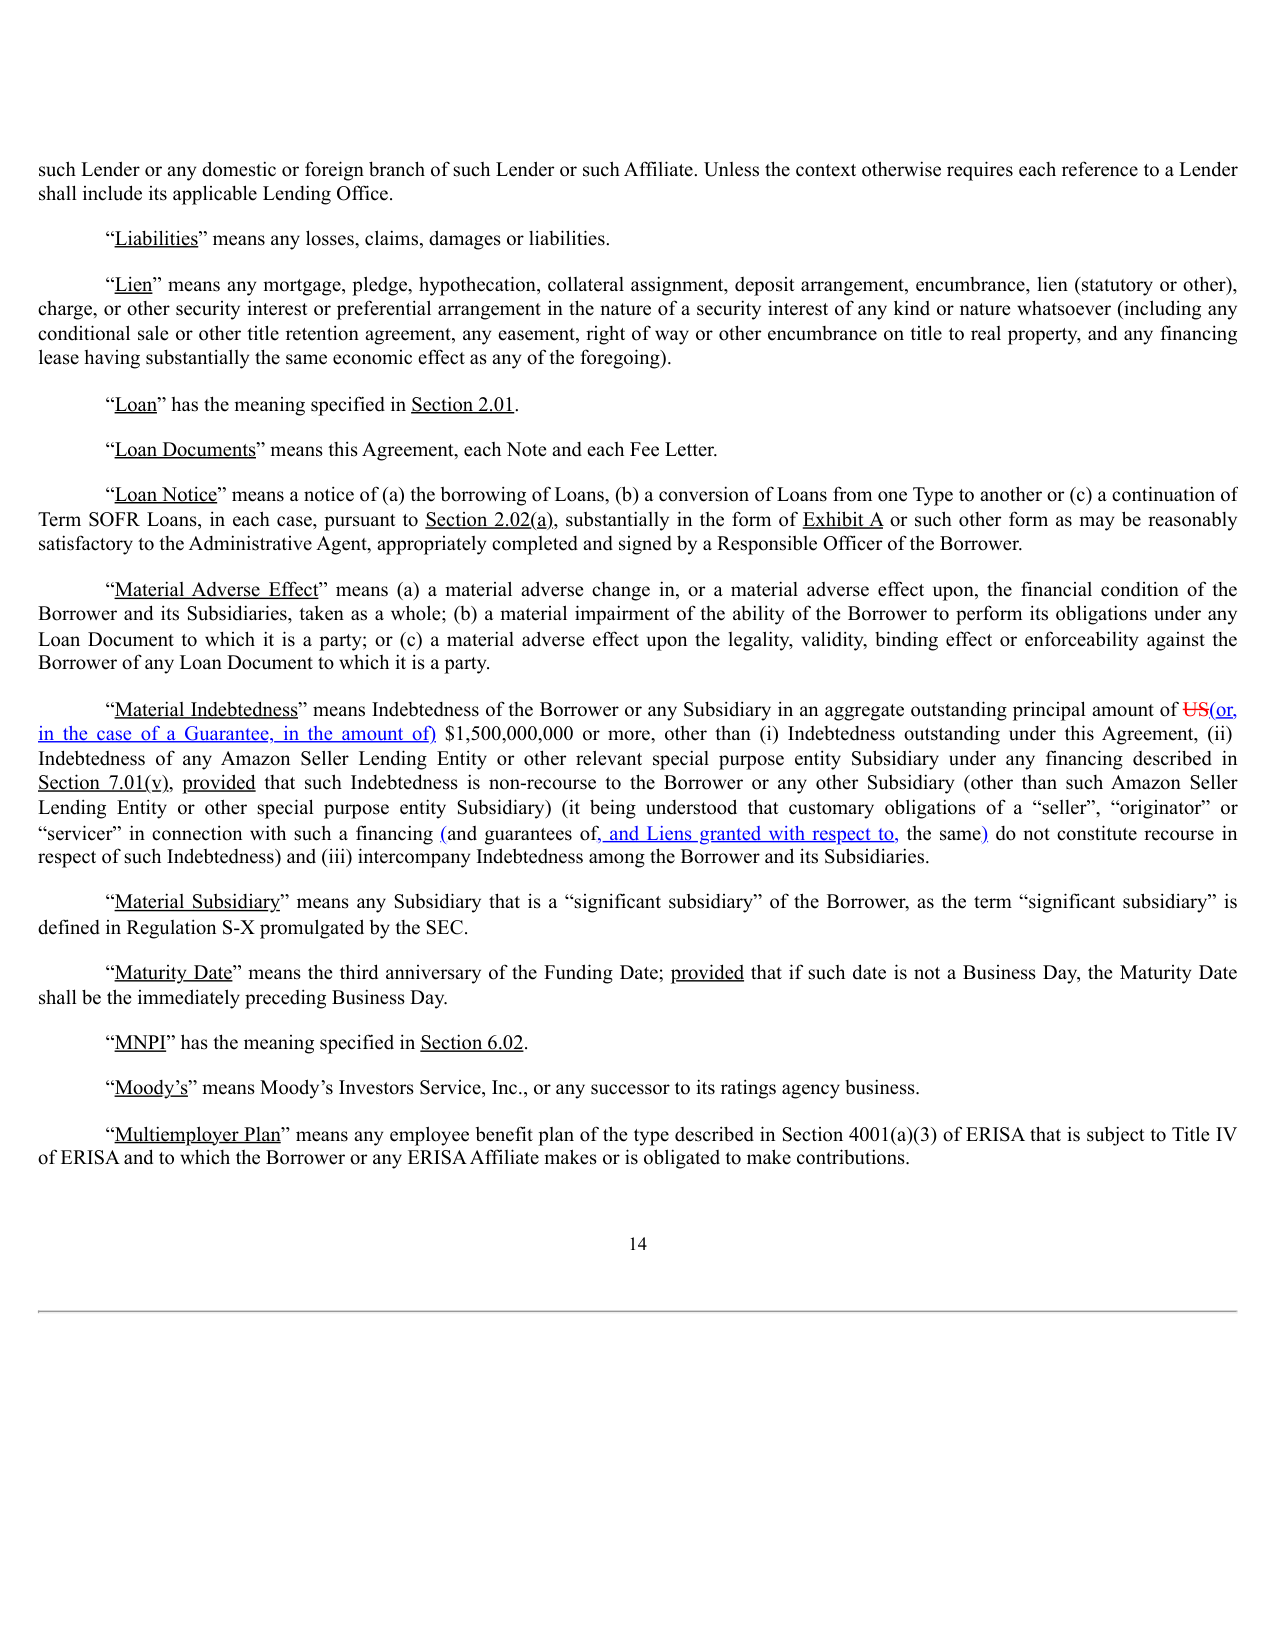 such Lender or any domestic or foreign branch of such Lender or such Affiliate. Unless the context otherwise requires each reference to a Lender
shall include its applicable Lending Office.
“Liabilities” means any losses, claims, damages or liabilities.
“Lien” means any mortgage, pledge, hypothecation, collateral assignment, deposit arrangement, encumbrance, lien (statutory or other),
charge, or other security interest or preferential arrangement in the nature of a security interest of any kind or nature whatsoever (including any
conditional sale or other title retention agreement, any easement, right of way or other encumbrance on title to real property, and any financing
lease having substantially the same economic effect as any of the foregoing).
“Loan” has the meaning specified in Section 2.01.
“Loan Documents” means this Agreement, each Note and each Fee Letter.
“Loan Notice” means a notice of (a) the borrowing of Loans, (b) a conversion of Loans from one Type to another or (c) a continuation of
Term SOFR Loans, in each case, pursuant to Section 2.02(a), substantially in the form of Exhibit A or such other form as may be reasonably
satisfactory to the Administrative Agent, appropriately completed and signed by a Responsible Officer of the Borrower.
“Material Adverse Effect” means (a) a material adverse change in, or a material adverse effect upon, the financial condition of the
Borrower and its Subsidiaries, taken as a whole; (b) a material impairment of the ability of the Borrower to perform its obligations under any
Loan Document to which it is a party; or (c) a material adverse effect upon the legality, validity, binding effect or enforceability against the
Borrower of any Loan Document to which it is a party.
“Material Indebtedness” means Indebtedness of the Borrower or any Subsidiary in an aggregate outstanding principal amount of US(or,
in the case of a Guarantee, in the amount of) $1,500,000,000 or more, other than (i) Indebtedness outstanding under this Agreement, (ii)
Indebtedness of any Amazon Seller Lending Entity or other relevant special purpose entity Subsidiary under any financing described in
Section 7.01(v), provided that such Indebtedness is non-recourse to the Borrower or any other Subsidiary (other than such Amazon Seller
Lending Entity or other special purpose entity Subsidiary) (it being understood that customary obligations of a “seller”, “originator” or
“servicer” in connection with such a financing (and guarantees of, and Liens granted with respect to, the same) do not constitute recourse in
respect of such Indebtedness) and (iii) intercompany Indebtedness among the Borrower and its Subsidiaries.
“Material Subsidiary” means any Subsidiary that is a “significant subsidiary” of the Borrower, as the term “significant subsidiary” is
defined in Regulation S-X promulgated by the SEC.
“Maturity Date” means the third anniversary of the Funding Date; provided that if such date is not a Business Day, the Maturity Date
shall be the immediately preceding Business Day.
“MNPI” has the meaning specified in Section 6.02.
“Moody’s” means Moody’s Investors Service, Inc., or any successor to its ratings agency business.
“Multiemployer Plan” means any employee benefit plan of the type described in Section 4001(a)(3) of ERISA that is subject to Title IV
of ERISA and to which the Borrower or any ERISA Affiliate makes or is obligated to make contributions.
14